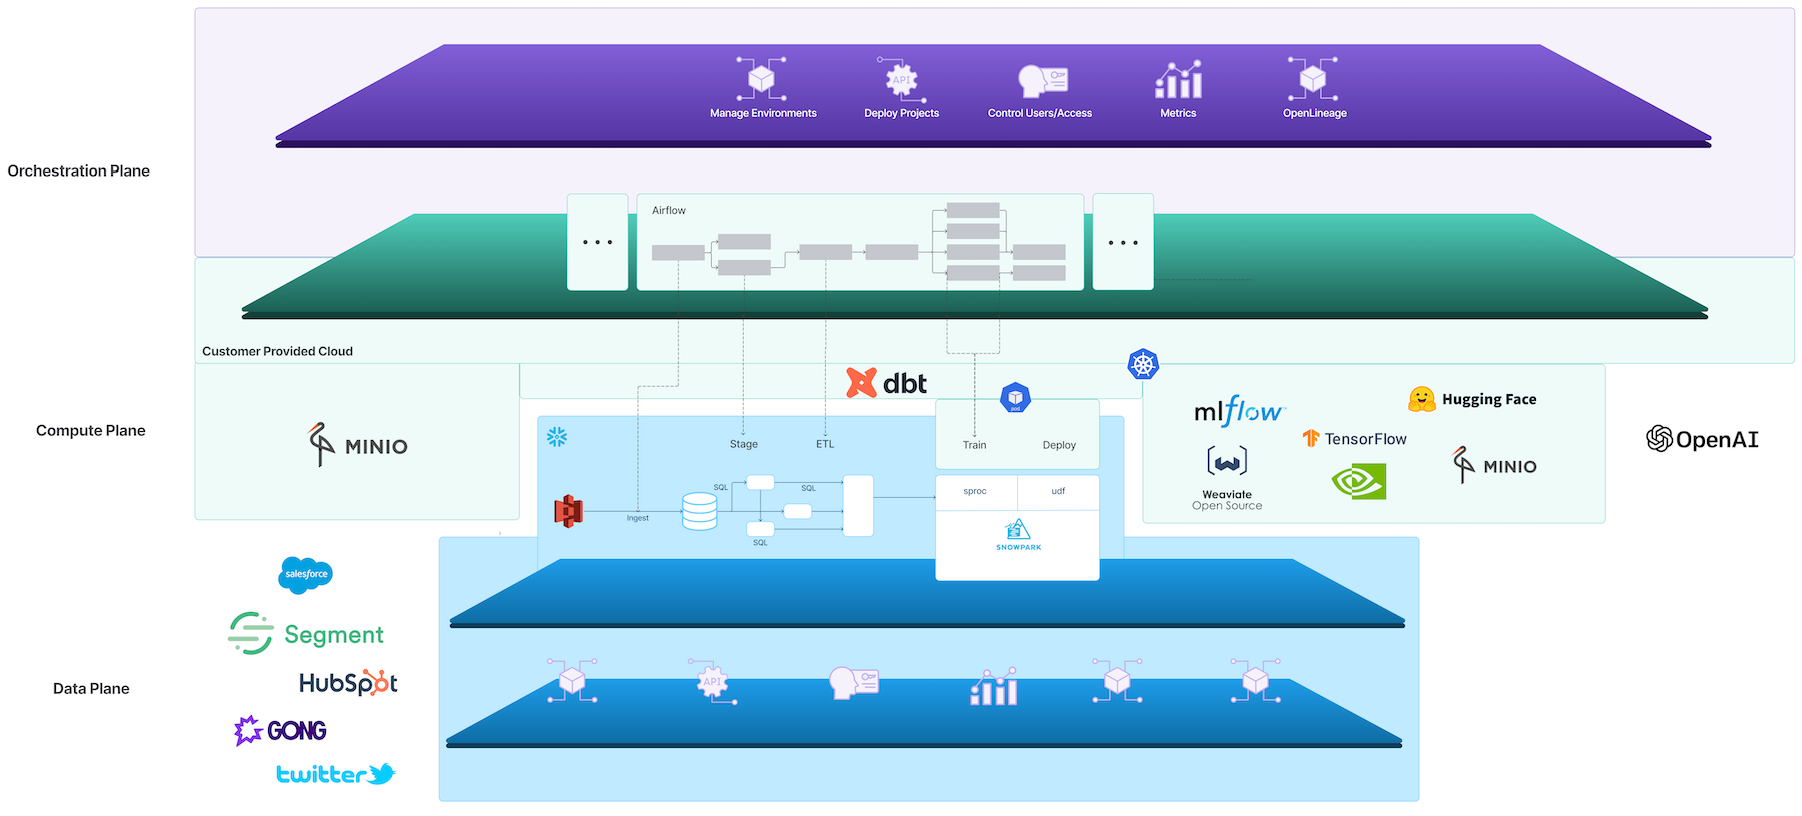 Manage Environments
API
Deploy Projects
Control Users/Access
Metrics
OpenLineage
Orchestration Plane
Airflow
Customer Provided Cloud
dbt
pod
Compute Plane
MINIO
Stage
ETL
Train
Deploy
mlflow
Hugging Face
TensorFlow
Weaviate
Open Source
MINIO
OpenAI
SQL
SQL
Ingest
SQL
sproc
udf
SNOWPARK
salesforce
Segment
HubSpot
GONG
twitter
Data Plane
API